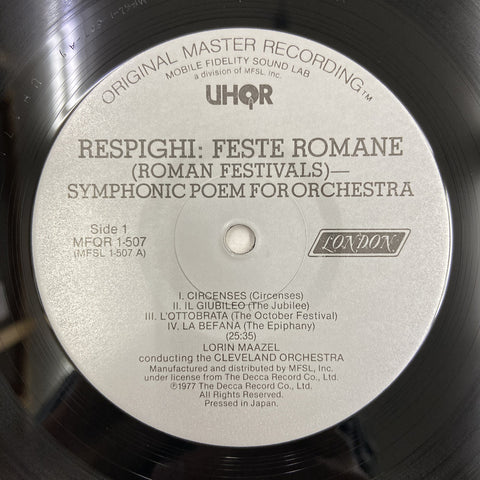 ORIGINAL MASTER RECORDING™
MOBILE FIDELITY SOUND LAB
a division of MFSL, inc.
UHQR
RESPIGHI: FESTE ROMANE
(ROMAN FESTIVALS)—
SYMPHONIC POEM FOR ORCHESTRA
Side 1
MFQR 1-507
(MFSL 1-507 A)
LONDON
I. CIRCENSES (Circenses)
II. IL GIUBILEO (The Jubilee)
III. L'OTTOBRATA (The October Festival)
IV. LA BEFANA (The Epiphany)
(25:35)
LORIN MAAZEL
conducting the CLEVELAND ORCHESTRA
Manufactured and distributed by MFSL, Inc.
under license from The Decca Record Co., Ltd.
℗1977 The Decca Record Co., Ltd.
All Rights Reserved.
Pressed in Japan.